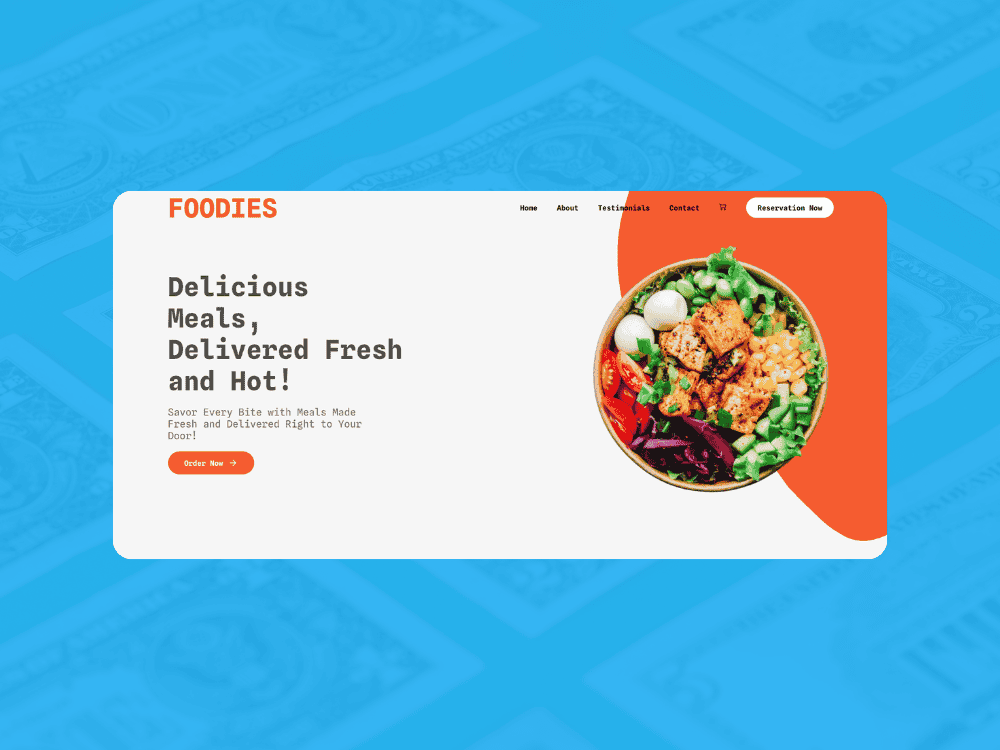 ONE
FOODIES
Home About Testimonials Contact Reservation Now
Delicious
Meals,
Delivered Fresh
and Hot!
Savor Every Bite with Meals Made
Fresh and Delivered Right to Your
Door!
Order Now →